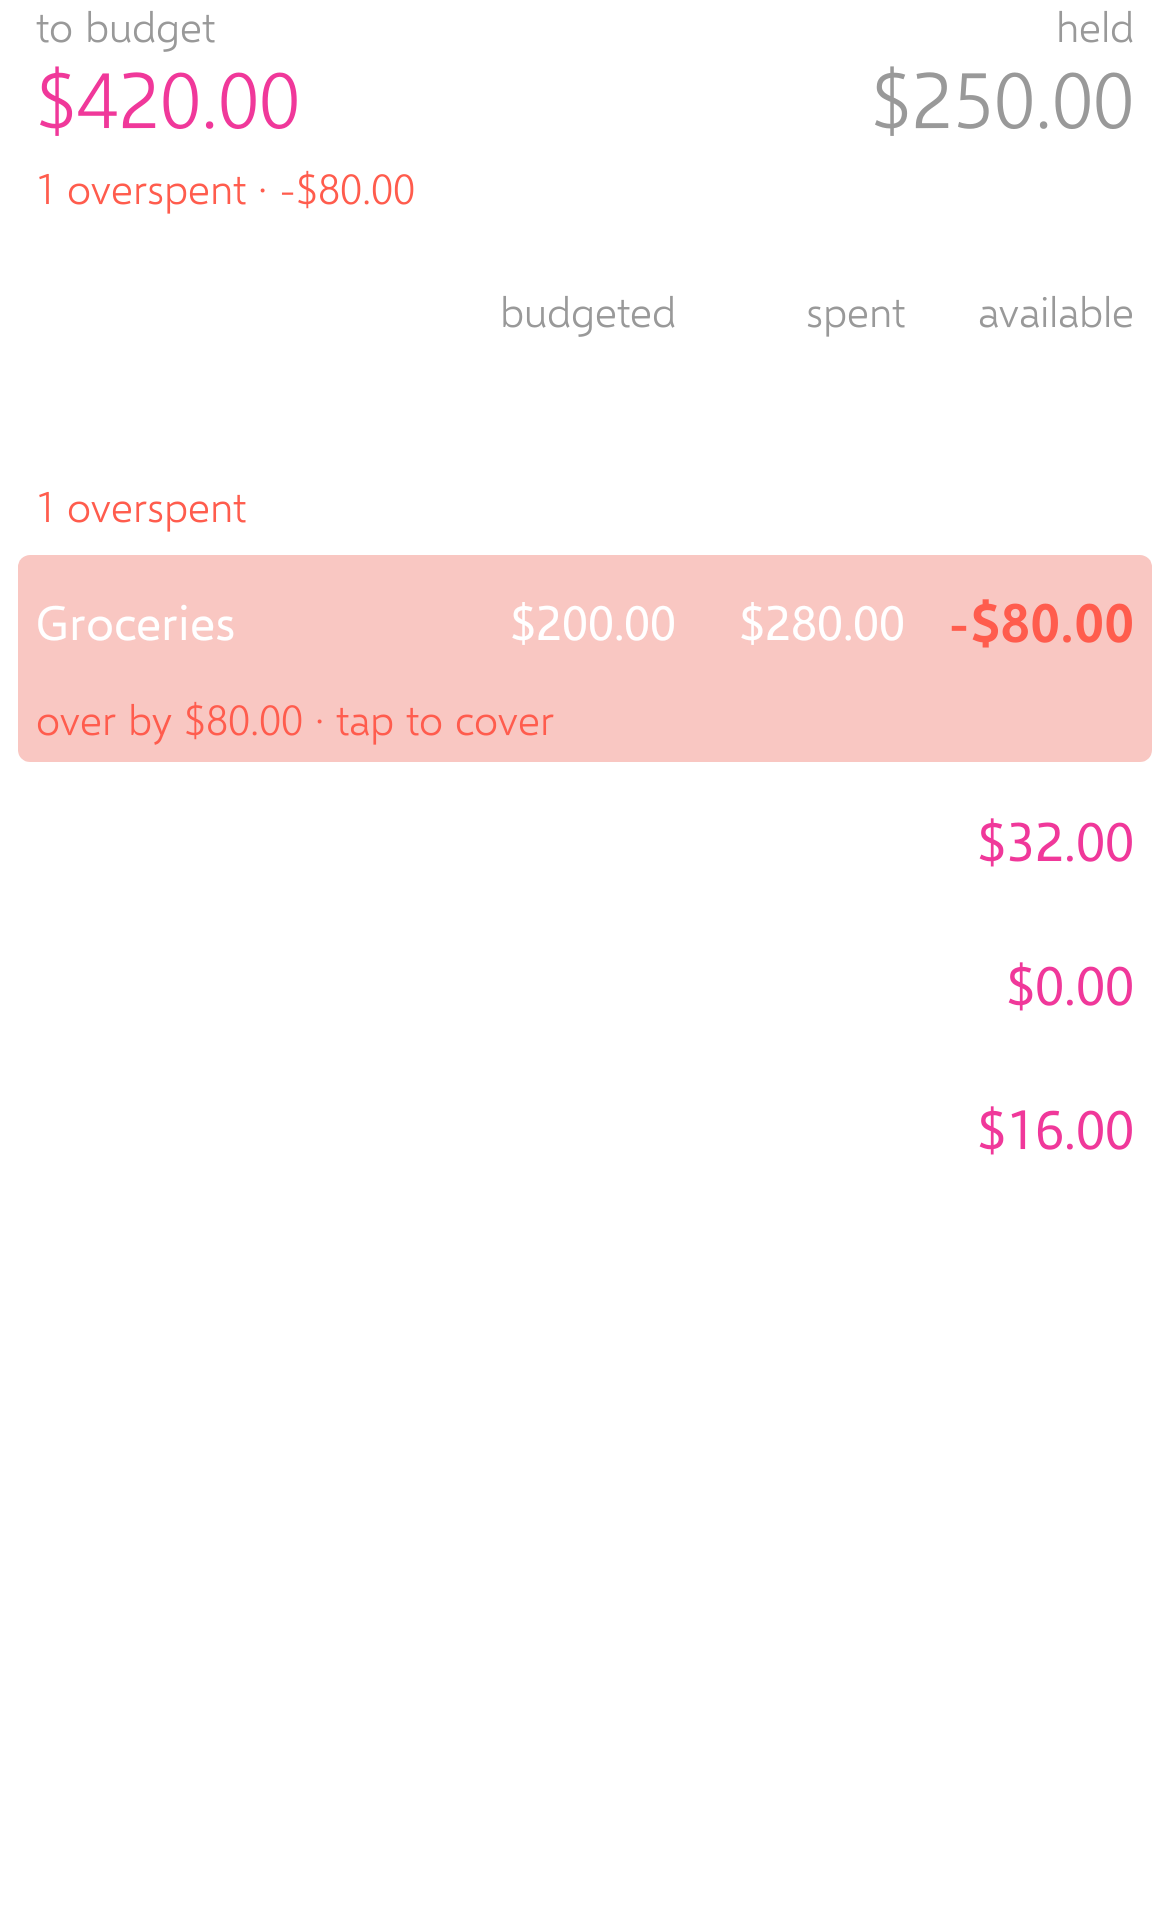 to budget held
$420.00 $250.00
1 overspent · -$80.00
budgeted spent available
1 overspent
Groceries $200.00 $280.00 -$80.00
over by $80.00 · tap to cover
$32.00
$0.00
$16.00